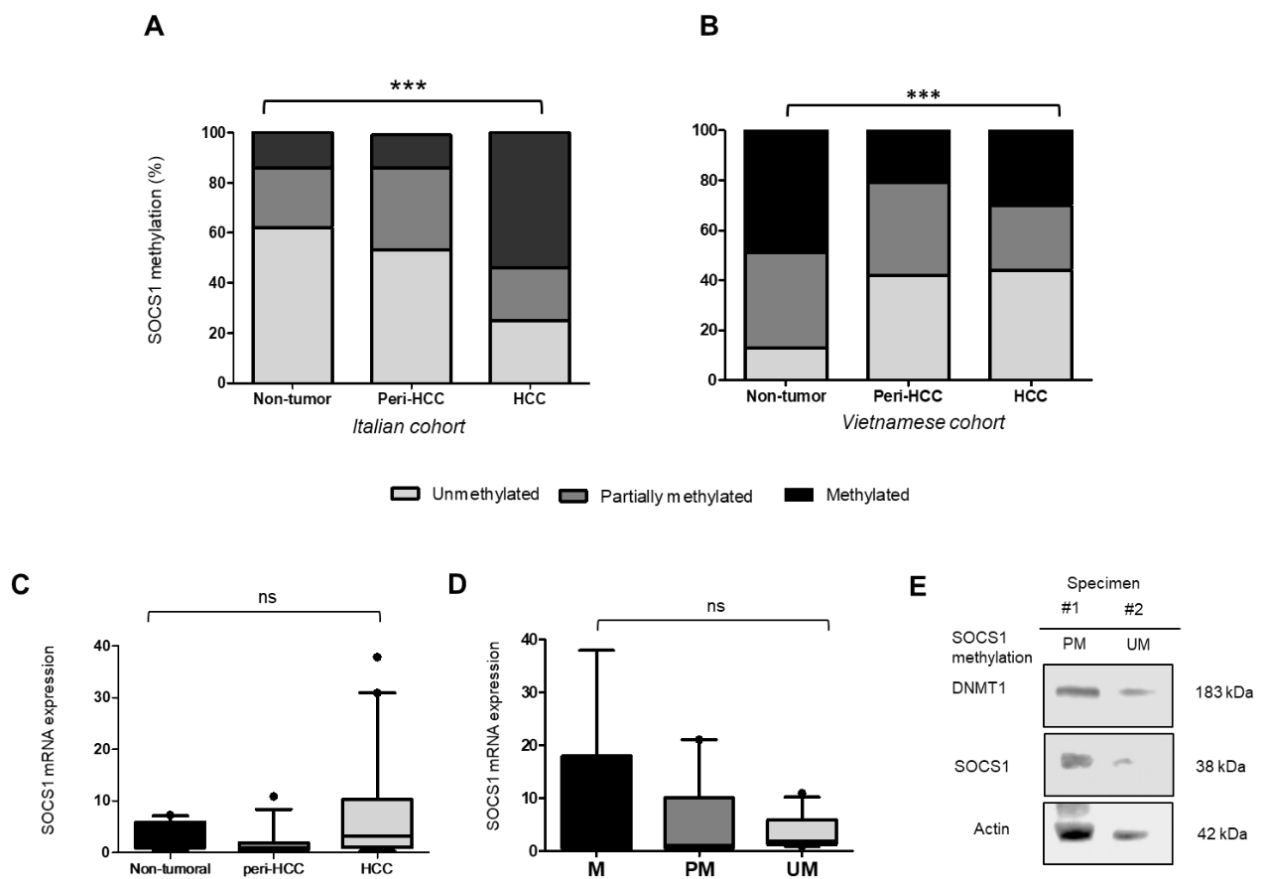 A
B
***
***
SOCS1 methylation (%)
100
80
60
40
20
0
Non-tumor Peri-HCC HCC
Italian cohort
100
80
60
40
20
0
Non-tumor Peri-HCC HCC
Vietnamese cohort
Unmethylated Partially methylated Methylated
C
ns
SOCS1 mRNA expression
40
30
20
10
0
Non-tumoral peri-HCC HCC
D
ns
SOCS1 mRNA expression
40
30
20
10
0
M PM UM
E
Specimen
#1 #2
SOCS1
methylation
PM UM
DNMT1 183 kDa
SOCS1 38 kDa
Actin 42 kDa